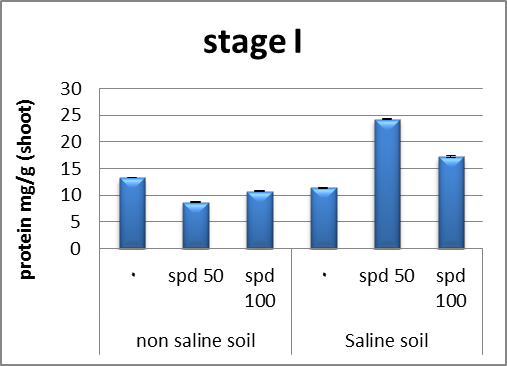 stage I
protein mg/g (shoot)
30
25
20
15
10
5
0
. spd 50 spd 100 . spd 50 spd 100
non saline soil Saline soil